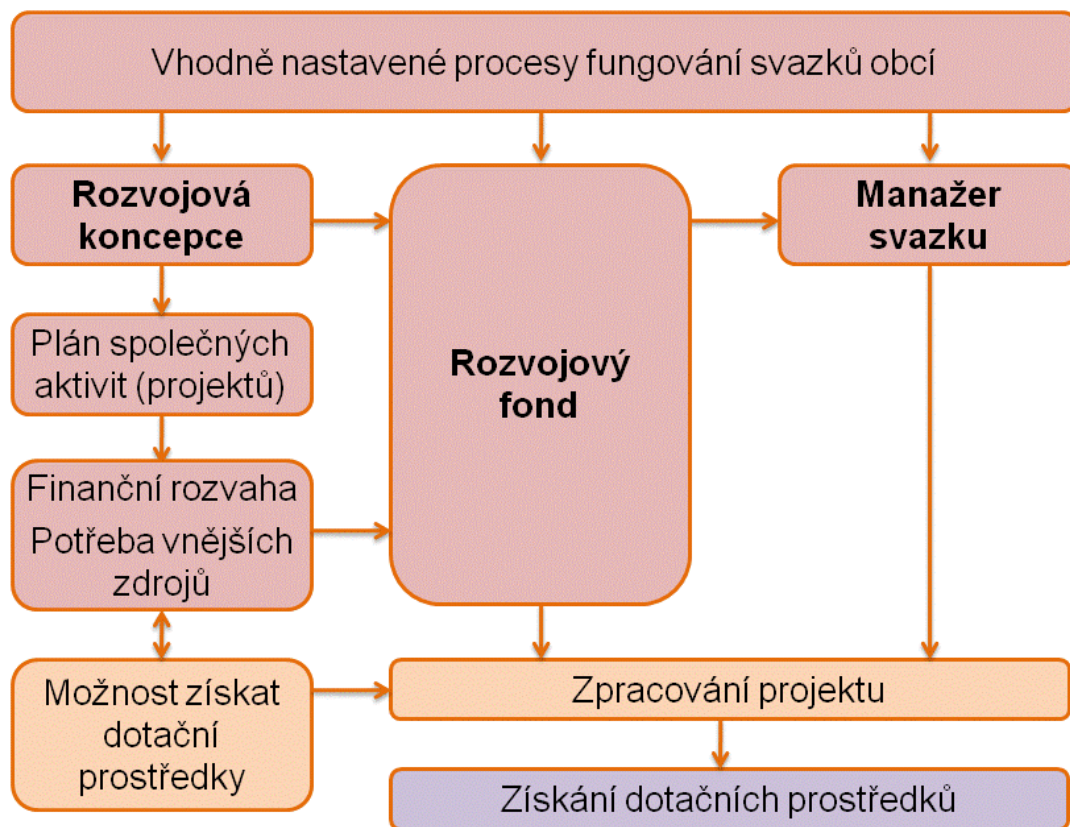 Vhodně nastavené procesy fungování svazků obcí
Rozvojová
koncepce
Rozvojový
fond
Manažer
svazku
Plán společných
aktivit (projektů)
Finanční rozvaha
Potřeba vnějších
zdrojů
Možnost získat
dotační
prostředky
Zpracování projektu
Získání dotačních prostředků